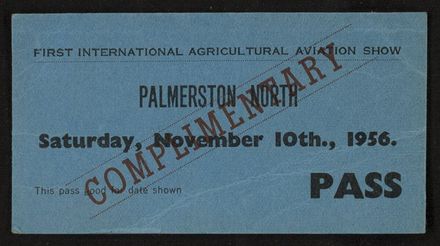 FIRST INTERNATIONAL AGRICULTURAL AVIATION SHOW
PALMERSTON NORTH
Saturday, November 10th., 1956.
COMPLIMENTARY
This pass good for date shown
PASS